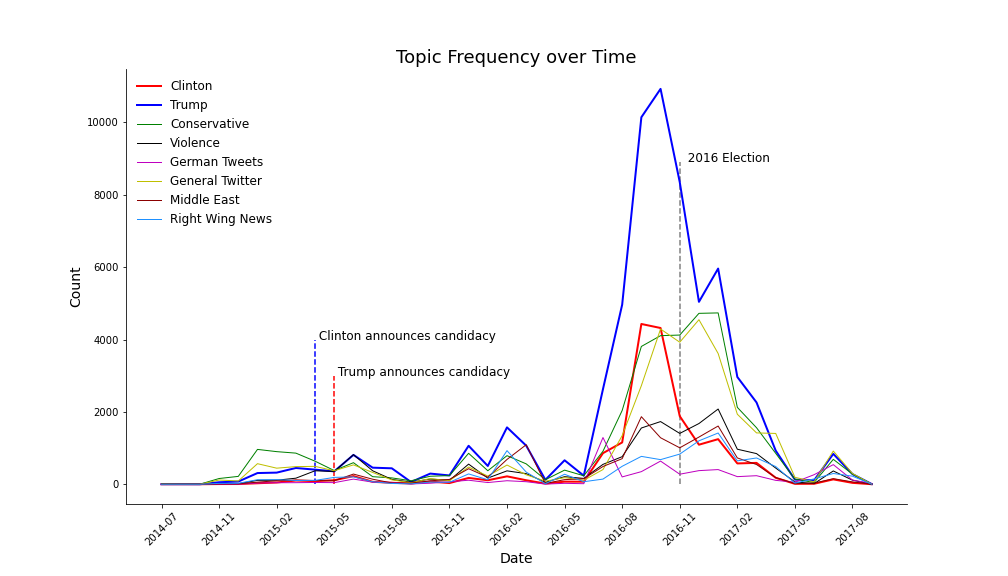 Topic Frequency over Time
Clinton
Trump
Conservative
Violence
German Tweets
General Twitter
Middle East
Right Wing News
10000
8000
6000
4000
2000
0
Count
2016 Election
Clinton announces candidacy
Trump announces candidacy
2014-07
2014-11
2015-02
2015-05
2015-08
2015-11
2016-02
2016-05
2016-08
2016-11
2017-02
2017-05
2017-08
Date